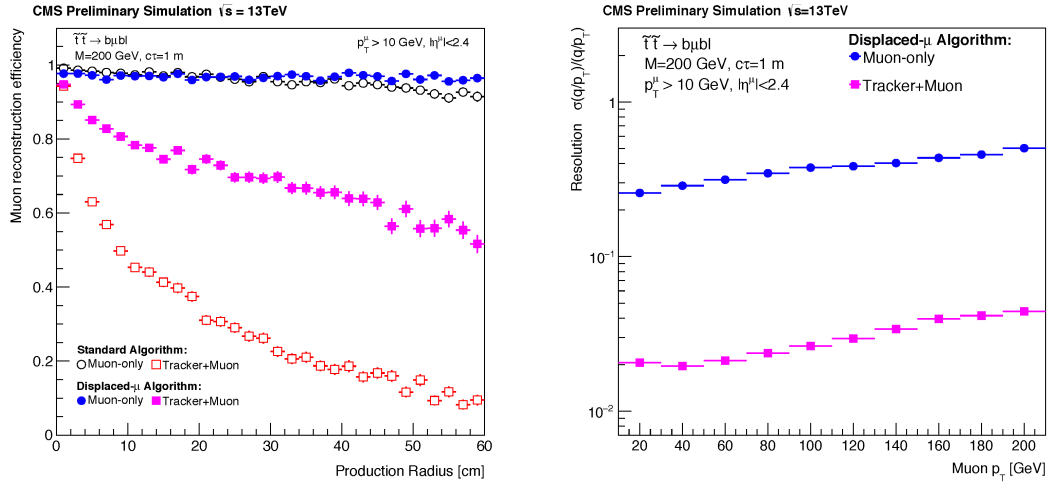 CMS Preliminary Simulation √s = 13TeV
Muon reconstruction efficiency
t̃ t̃ → bμbl
M=200 GeV, cτ=1 m
p_T^μ > 10 GeV, |η^μ|<2.4
1
0.8
0.6
0.4
0.2
0
Standard Algorithm:
Muon-only Tracker+Muon
Displaced-μ Algorithm:
Muon-only Tracker+Muon
0 10 20 30 40 50 60
Production Radius [cm]
CMS Preliminary Simulation √s=13TeV
Resolution σ(q/p_T)/(q/p_T)
t̃ t̃ → bμbl
M=200 GeV, cτ=1 m
p_T^μ > 10 GeV, |η^μ|<2.4
Displaced-μ Algorithm:
Muon-only
Tracker+Muon
1
10⁻¹
10⁻²
20 40 60 80 100 120 140 160 180 200
Muon p_T [GeV]